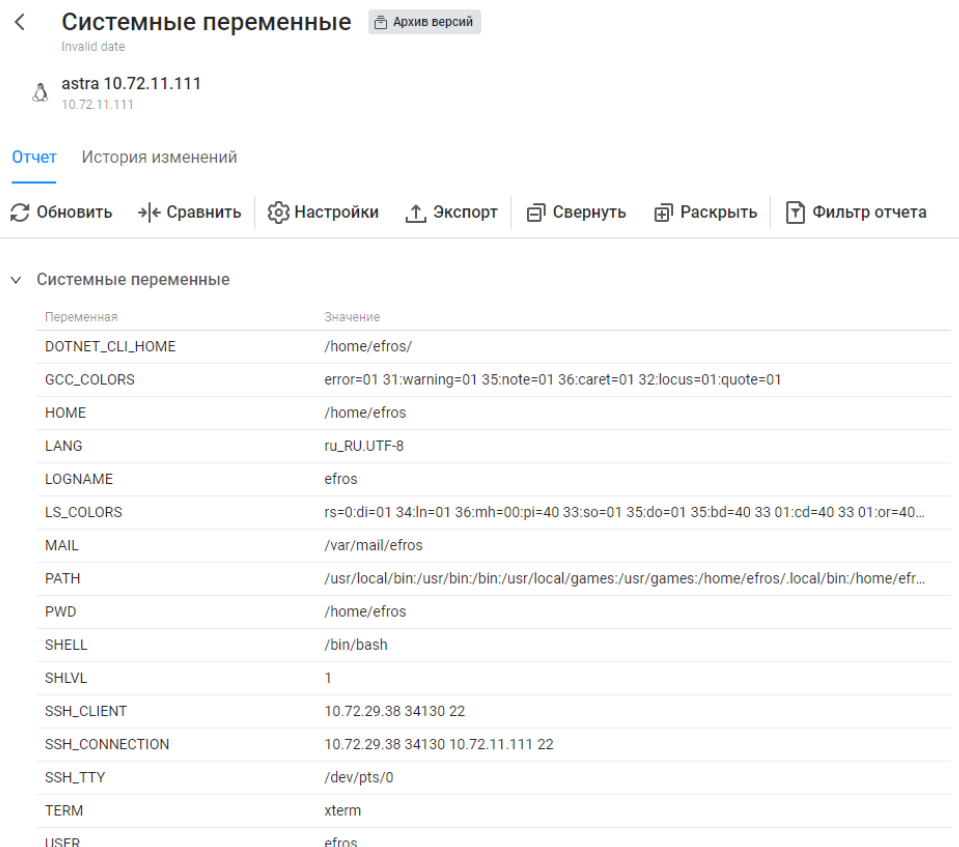 Системные переменные Архив версий
Invalid date
astra 10.72.11.111
10.72.11.111
Отчет История изменений
Обновить Сравнить Настройки Экспорт Свернуть Раскрыть Фильтр отчета
Системные переменные
Переменная Значение
DOTNET_CLI_HOME /home/efros/
GCC_COLORS error=01 31:warning=01 35:note=01 36:caret=01 32:locus=01:quote=01
HOME /home/efros
LANG ru_RU.UTF-8
LOGNAME efros
LS_COLORS rs=0:di=01 34:ln=01 36:mh=00:pi=40 33:so=01 35:do=01 35:bd=40 33 01:cd=40 33 01:or=40...
MAIL /var/mail/efros
PATH /usr/local/bin:/usr/bin:/bin:/usr/local/games:/usr/games:/home/efros/.local/bin:/home/efr...
PWD /home/efros
SHELL /bin/bash
SHLVL 1
SSH_CLIENT 10.72.29.38 34130 22
SSH_CONNECTION 10.72.29.38 34130 10.72.11.111 22
SSH_TTY /dev/pts/0
TERM xterm
USER efros